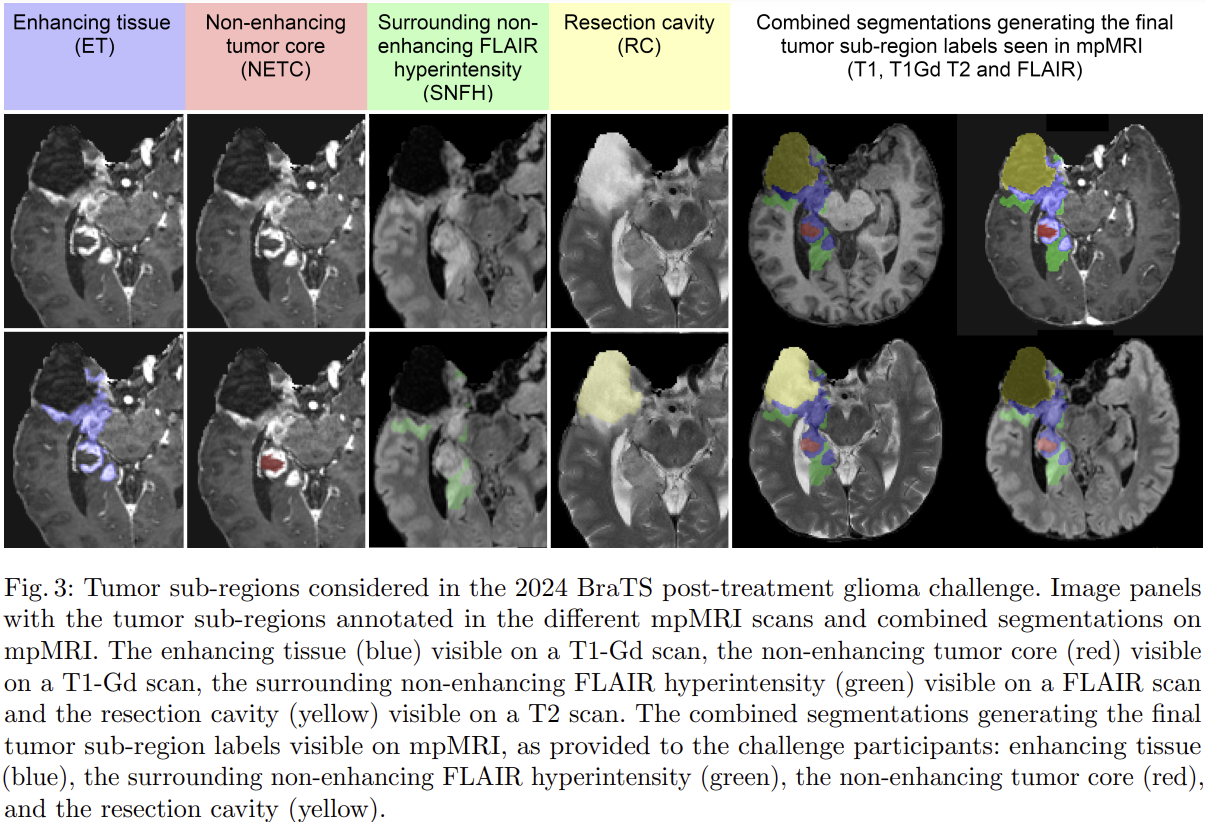 Enhancing tissue
(ET)
Non-enhancing
tumor core
(NETC)
Surrounding non-
enhancing FLAIR
hyperintensity
(SNFH)
Resection cavity
(RC)
Combined segmentations generating the final
tumor sub-region labels seen in mpMRI
(T1, T1Gd T2 and FLAIR)
Fig. 3: Tumor sub-regions considered in the 2024 BraTS post-treatment glioma challenge. Image panels
with the tumor sub-regions annotated in the different mpMRI scans and combined segmentations on
mpMRI. The enhancing tissue (blue) visible on a T1-Gd scan, the non-enhancing tumor core (red) visible
on a T1-Gd scan, the surrounding non-enhancing FLAIR hyperintensity (green) visible on a FLAIR scan
and the resection cavity (yellow) visible on a T2 scan. The combined segmentations generating the final
tumor sub-region labels visible on mpMRI, as provided to the challenge participants: enhancing tissue
(blue), the surrounding non-enhancing FLAIR hyperintensity (green), the non-enhancing tumor core (red),
and the resection cavity (yellow).